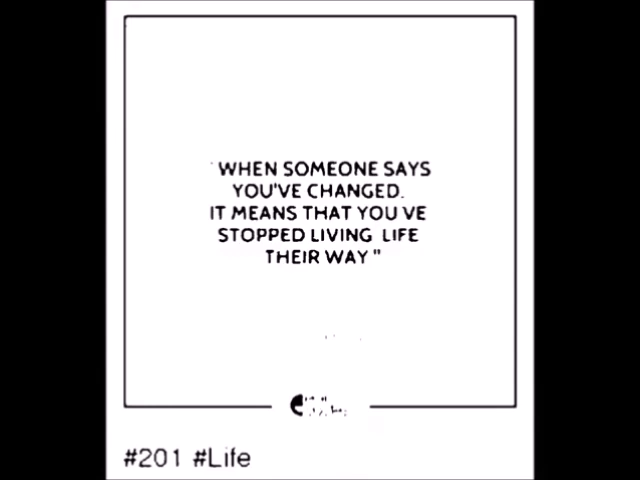 "WHEN SOMEONE SAYS
YOU'VE CHANGED.
IT MEANS THAT YOU VE
STOPPED LIVING LIFE
THEIR WAY"
#201 #Life